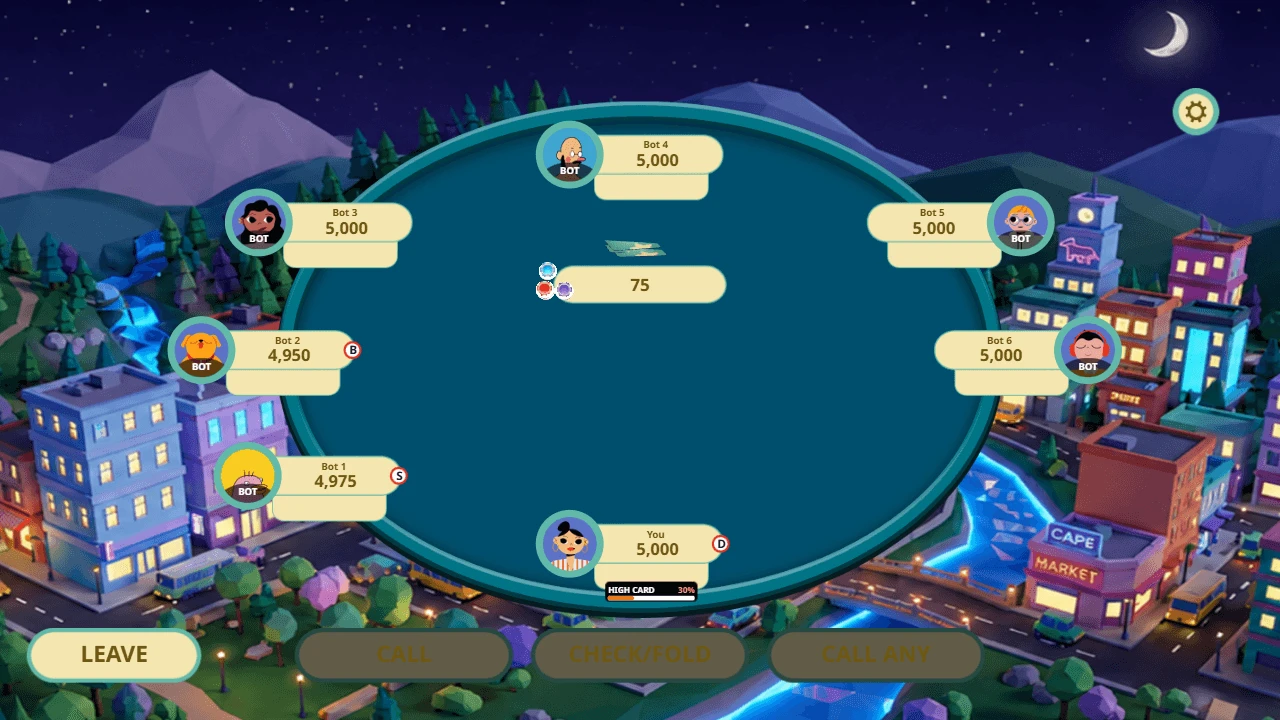 Bot 4
5,000
BOT
Bot 3
5,000
BOT
Bot 5
5,000
BOT
75
Bot 2
4,950
BOT
B
Bot 6
5,000
BOT
Bot 1
4,975
BOT
S
You
5,000
D
HIGH CARD 30%
CAPE
MARKET
LEAVE
CALL
CHECK/FOLD
CALL ANY